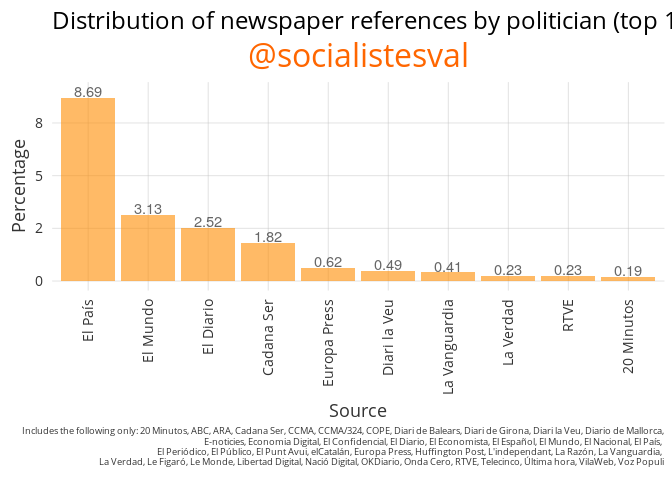 Distribution of newspaper references by politician (top 1
@socialistesval
Percentage
8
5
2
0
8.69
3.13
2.52
1.82
0.62
0.49
0.41
0.23
0.23
0.19
El País
El Mundo
El Diario
Cadana Ser
Europa Press
Diari la Veu
La Vanguardia
La Verdad
RTVE
20 Minutos
Source
Includes the following only: 20 Minutos, ABC, ARA, Cadana Ser, CCMA, CCMA/324, COPE, Diari de Balears, Diari de Girona, Diari la Veu, Diario de Mallorca,
E-noticies, Economia Digital, El Confidencial, El Diario, El Economista, El Español, El Mundo, El Nacional, El País,
El Periódico, El Público, El Punt Avui, elCatalán, Europa Press, Huffington Post, L'independant, La Razón, La Vanguardia,
La Verdad, Le Figaró, Le Monde, Libertad Digital, Nació Digital, OKDiario, Onda Cero, RTVE, Telecinco, Última hora, VilaWeb, Voz Populi